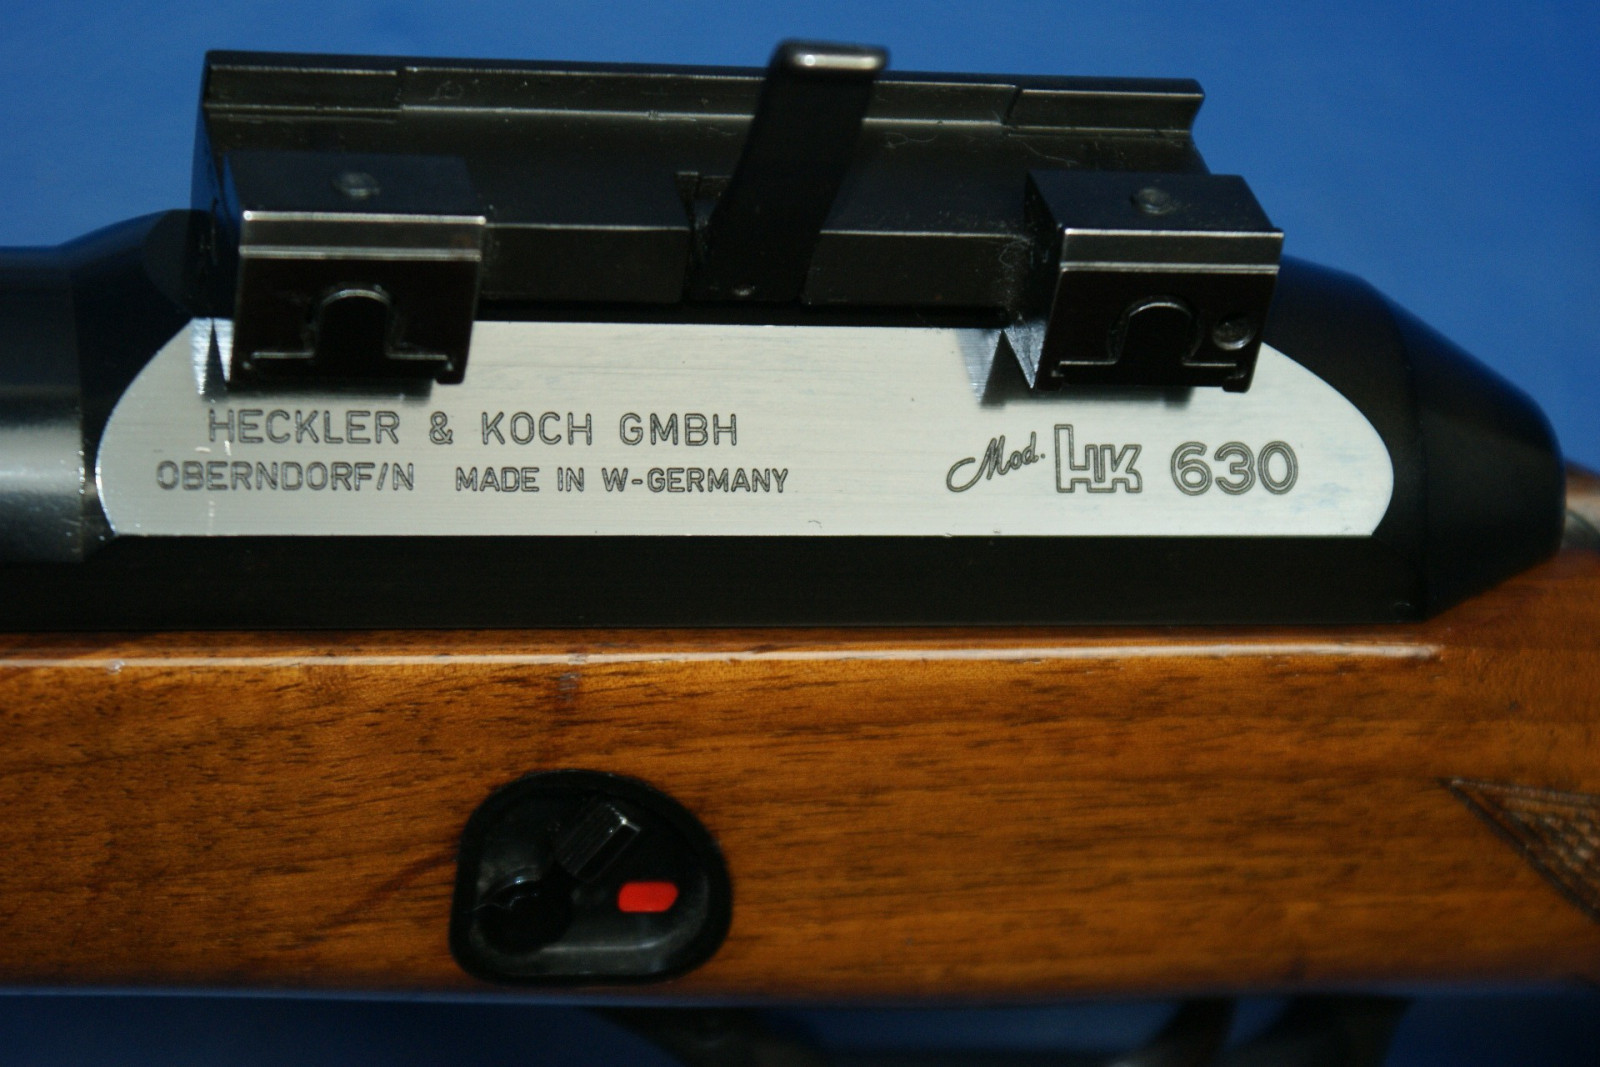 HECKLER & KOCH GMBH
OBERNDORF/N MADE IN W-GERMANY
Mod. HK 630